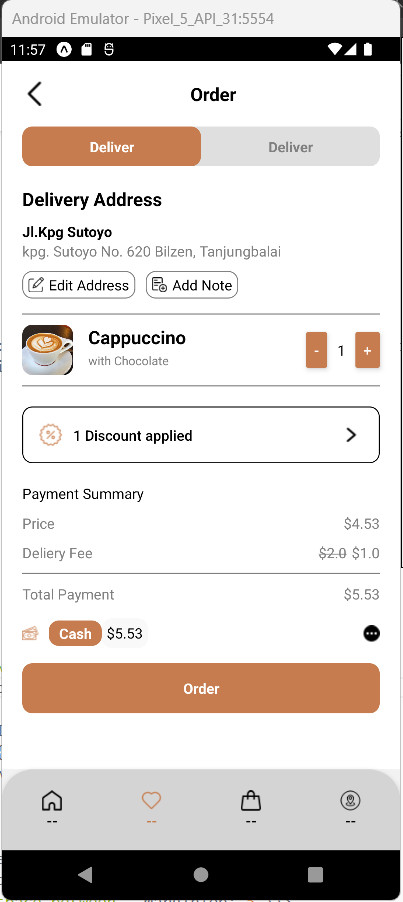 Android Emulator - Pixel_5_API_31:5554
11:57
Order
Deliver Deliver
Delivery Address
Jl.Kpg Sutoyo
kpg. Sutoyo No. 620 Bilzen, Tanjungbalai
Edit Address Add Note
Cappuccino
with Chocolate
- 1 +
1 Discount applied
Payment Summary
Price $4.53
Deliery Fee $2.0 $1.0
Total Payment $5.53
Cash $5.53
Order
-- -- -- --